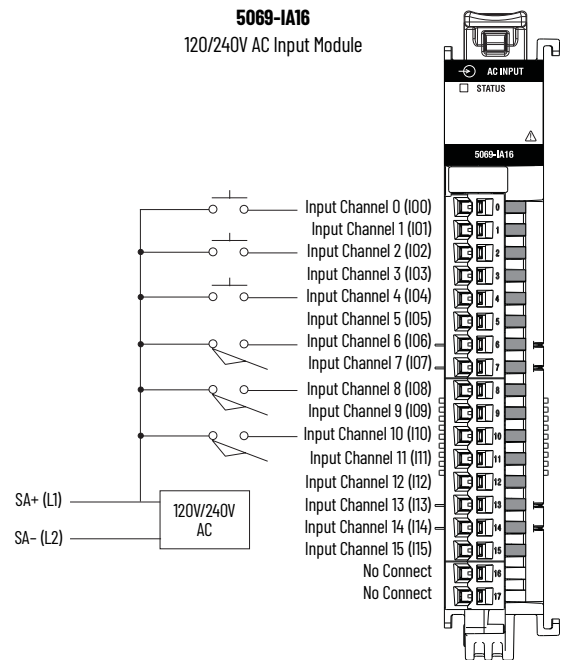 5069-IA16
120/240V AC Input Module
AC INPUT
STATUS
5069-IA16
Input Channel 0 (I00)
0
Input Channel 1 (I01)
1
Input Channel 2 (I02)
2
Input Channel 3 (I03)
3
Input Channel 4 (I04)
4
Input Channel 5 (I05)
5
Input Channel 6 (I06)
6
Input Channel 7 (I07)
7
Input Channel 8 (I08)
8
Input Channel 9 (I09)
9
Input Channel 10 (I10)
10
Input Channel 11 (I11)
11
Input Channel 12 (I12)
12
Input Channel 13 (I13)
13
Input Channel 14 (I14)
14
Input Channel 15 (I15)
15
No Connect
16
No Connect
17
SA+ (L1)
SA- (L2)
120V/240V
AC